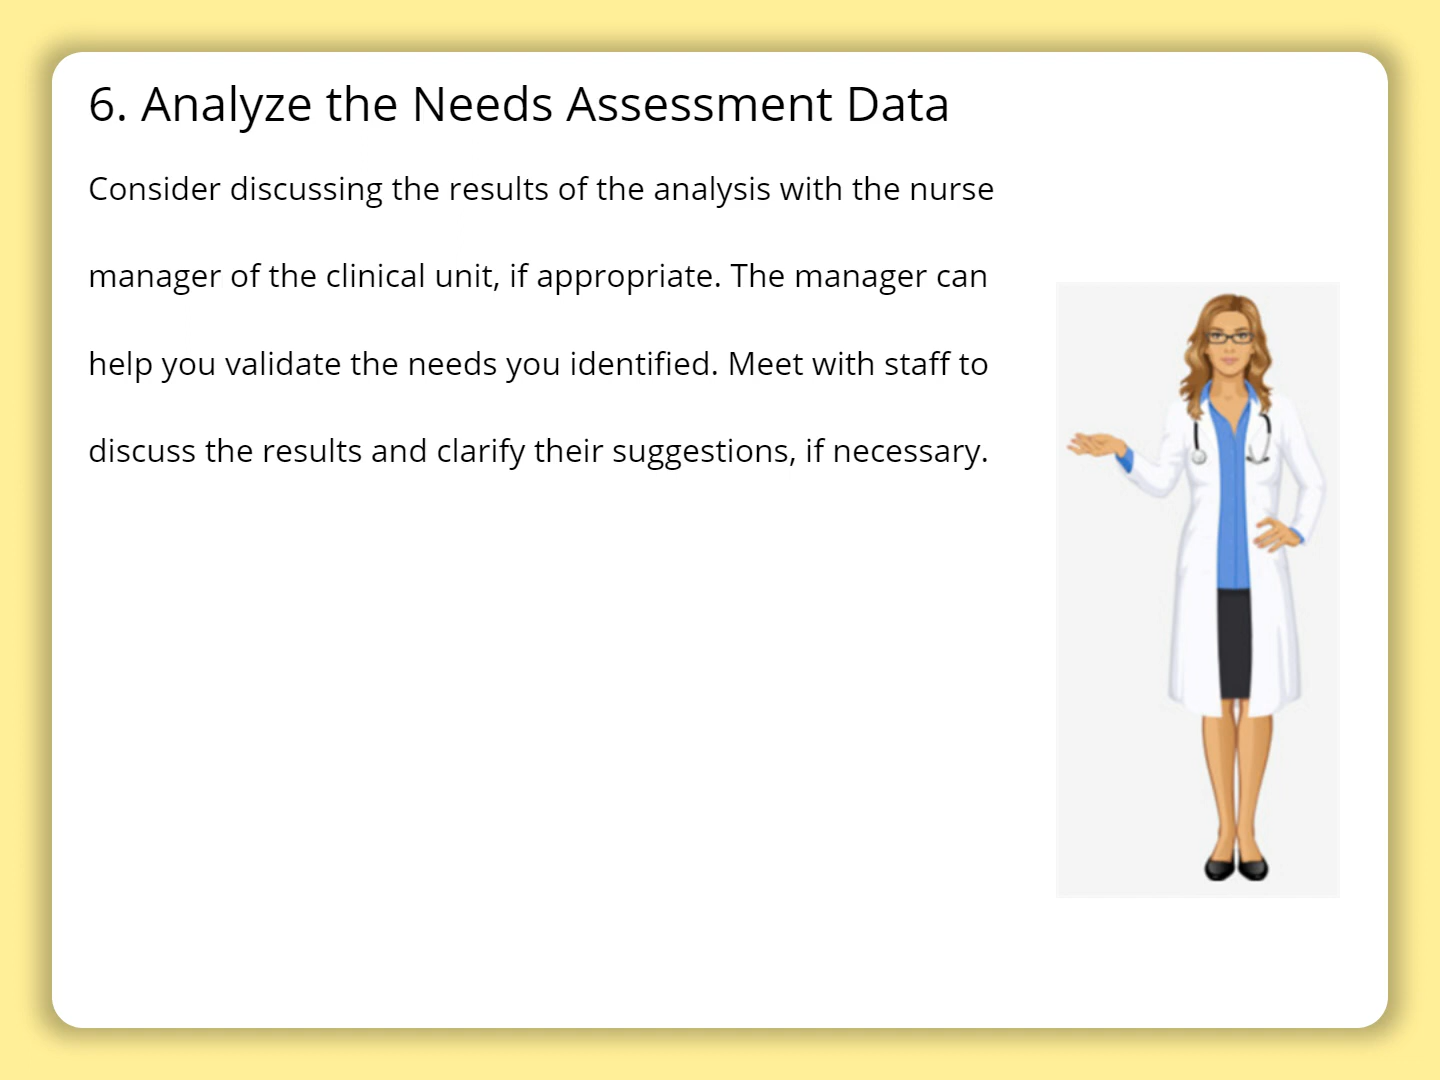 6. Analyze the Needs Assessment Data
Consider discussing the results of the analysis with the nurse
manager of the clinical unit, if appropriate. The manager can
help you validate the needs you identified. Meet with staff to
discuss the results and clarify their suggestions, if necessary.